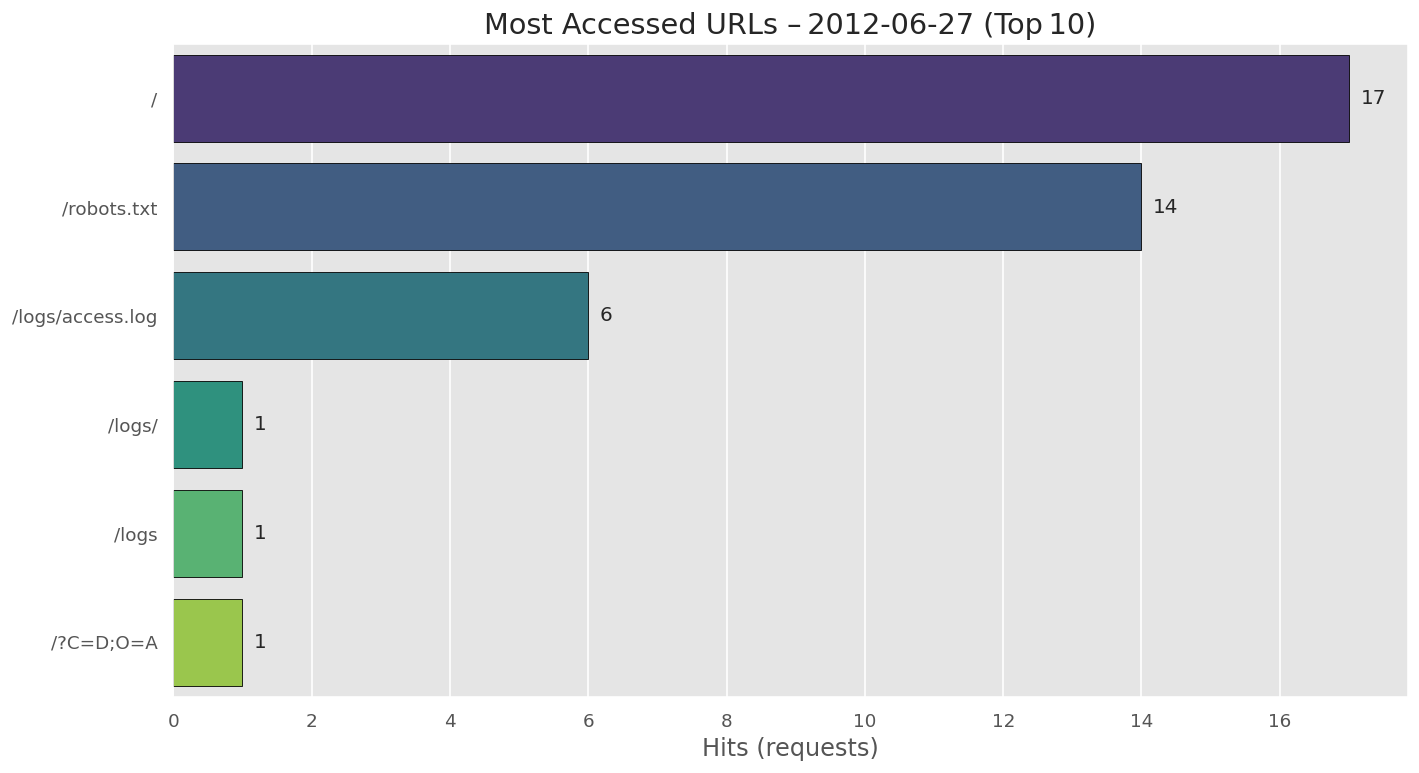 Most Accessed URLs – 2012-06-27 (Top 10)
/
17
/robots.txt
14
/logs/access.log
6
/logs/
1
/logs
1
/?C=D;O=A
1
0 2 4 6 8 10 12 14 16
Hits (requests)